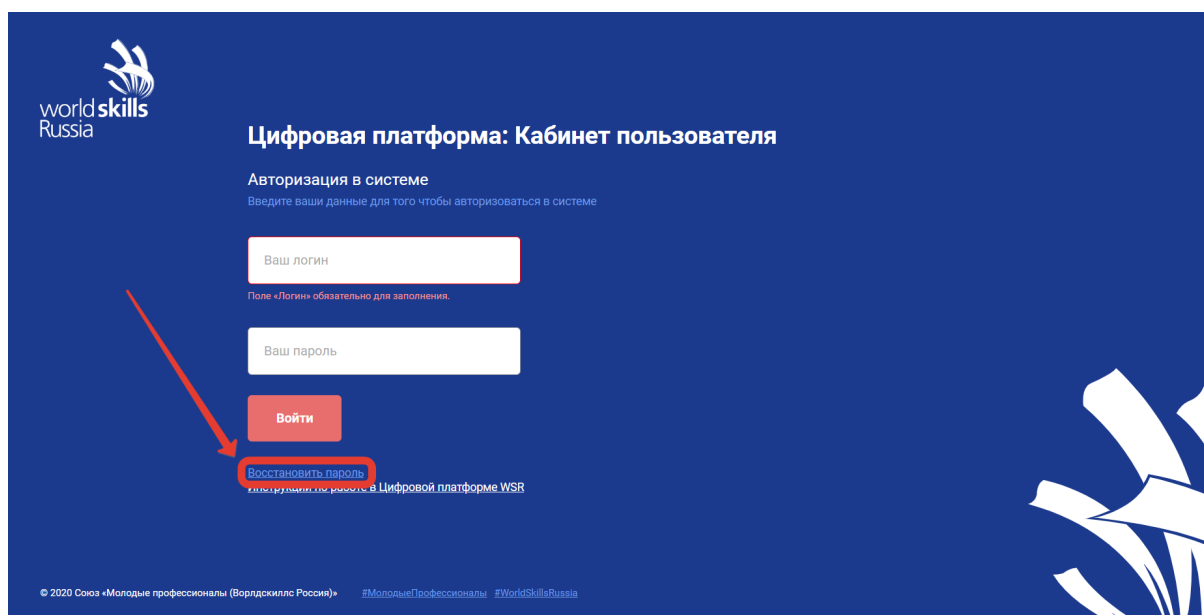 world skills
Russia
Цифровая платформа: Кабинет пользователя
Авторизация в системе
Введите ваши данные для того чтобы авторизоваться в системе
Ваш логин
Поле «Логин» обязательно для заполнения.
Ваш пароль
Войти
Восстановить пароль
Инструкции по работе в Цифровой платформе WSR
© 2020 Союз «Молодые профессионалы (Ворлдскиллс Россия)» #МолодыеПрофессионалы #WorldSkillsRussia